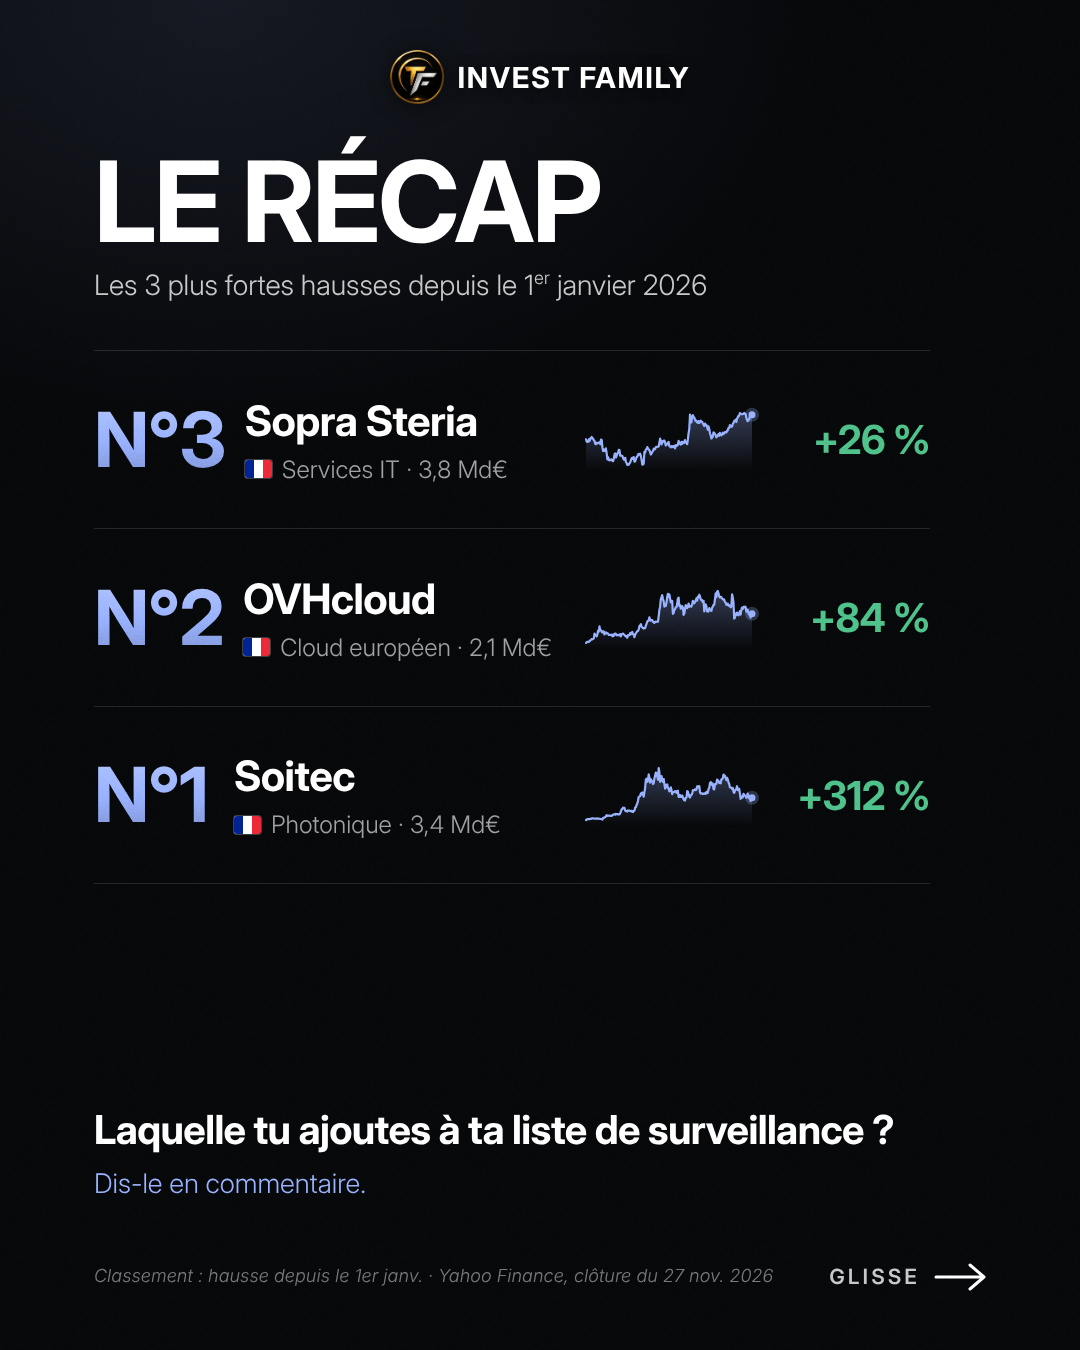 INVEST FAMILY
LE RÉCAP
Les 3 plus fortes hausses depuis le 1er janvier 2026
N°3
Sopra Steria
Services IT · 3,8 Md€
+26 %
N°2
OVHcloud
Cloud européen · 2,1 Md€
+84 %
N°1
Soitec
Photonique · 3,4 Md€
+312 %
Laquelle tu ajoutes à ta liste de surveillance ?
Dis-le en commentaire.
Classement : hausse depuis le 1er janv. · Yahoo Finance, clôture du 27 nov. 2026
GLISSE